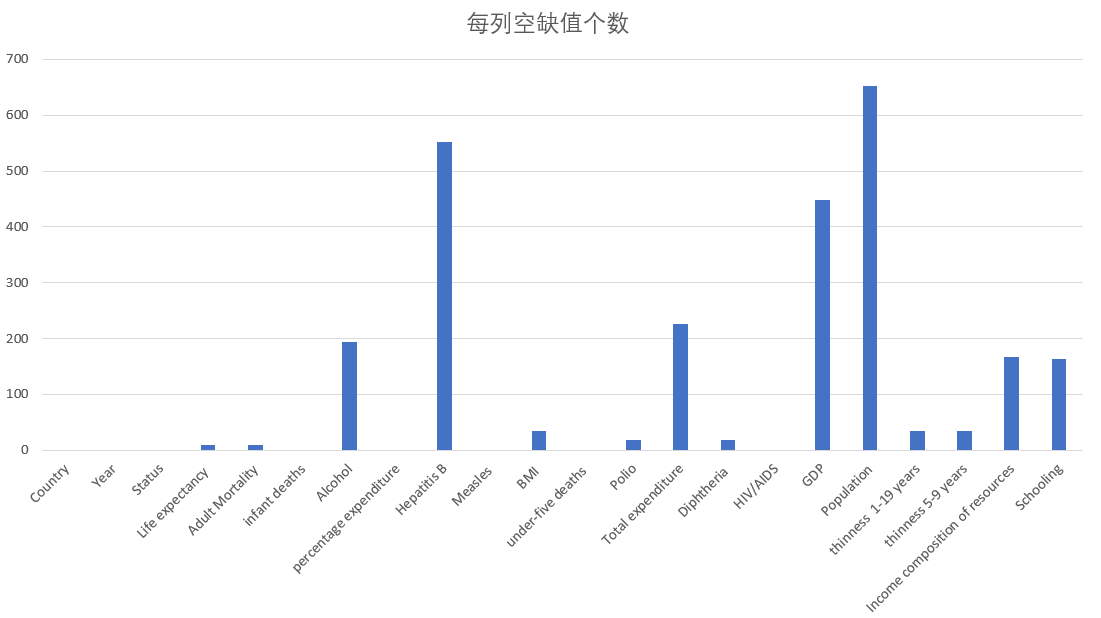 每列空缺值个数
700
600
500
400
300
200
100
0
Country
Year
Status
Life expectancy
Adult Mortality
infant deaths
Alcohol
percentage expenditure
Hepatitis B
Measles
BMI
under-five deaths
Polio
Total expenditure
Diphtheria
HIV/AIDS
GDP
Population
thinness 1-19 years
thinness 5-9 years
Income composition of resources
Schooling